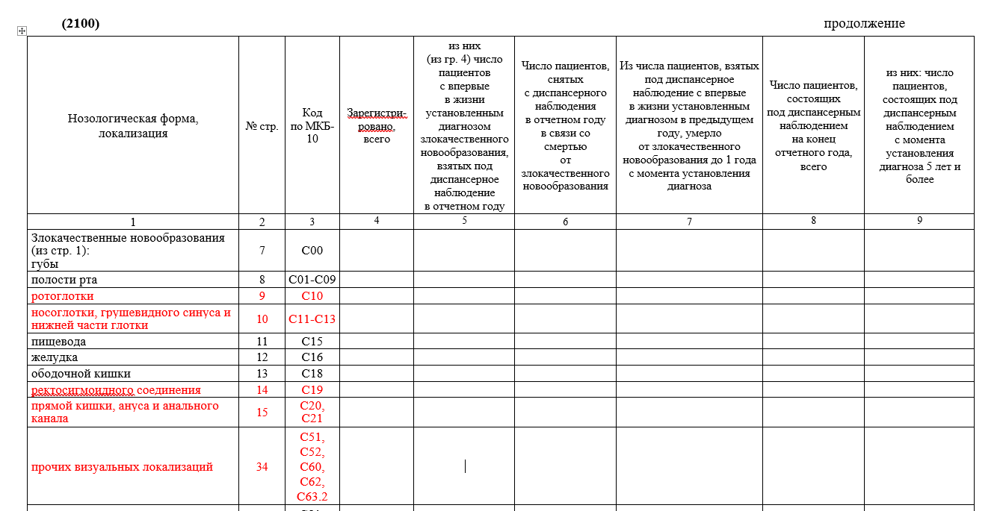 (2100)
продолжение
Нозологическая форма,
локализация
№ стр.
Код
по МКБ-
10
Зарегистри-
ровано,
всего
из них
(из гр. 4) число
пациентов
с впервые
в жизни
установленным
диагнозом
злокачественного
новообразования,
взятых под
диспансерное
наблюдение
в отчетном году
Число пациентов,
снятых
с диспансерного
наблюдения
в отчетном году
в связи со
смертью
от
злокачественного
новообразования
Из числа пациентов, взятых
под диспансерное
наблюдение с впервые
в жизни установленным
диагнозом в предыдущем
году, умерло
от злокачественного
новообразования до 1 года
с момента установления
диагноза
Число пациентов,
состоящих
под диспансерным
наблюдением
на конец
отчетного года,
всего
из них: число
пациентов,
состоящих под
диспансерным
наблюдением
с момента
установления
диагноза 5 лет и
более
1 2 3 4 5 6 7 8 9
Злокачественные новообразования
(из стр. 1):
губы
7
C00
полости рта 8 C01-C09
ротоглотки 9 C10
носоглотки, грушевидного синуса и
нижней части глотки
10
C11-C13
пищевода 11 C15
желудка 12 C16
ободочной кишки 13 C18
ректосигмоидного соединения 14 C19
прямой кишки, ануса и анального
канала
15
C20,
C21
прочих визуальных локализаций
34
C51,
C52,
C60,
C62,
C63.2